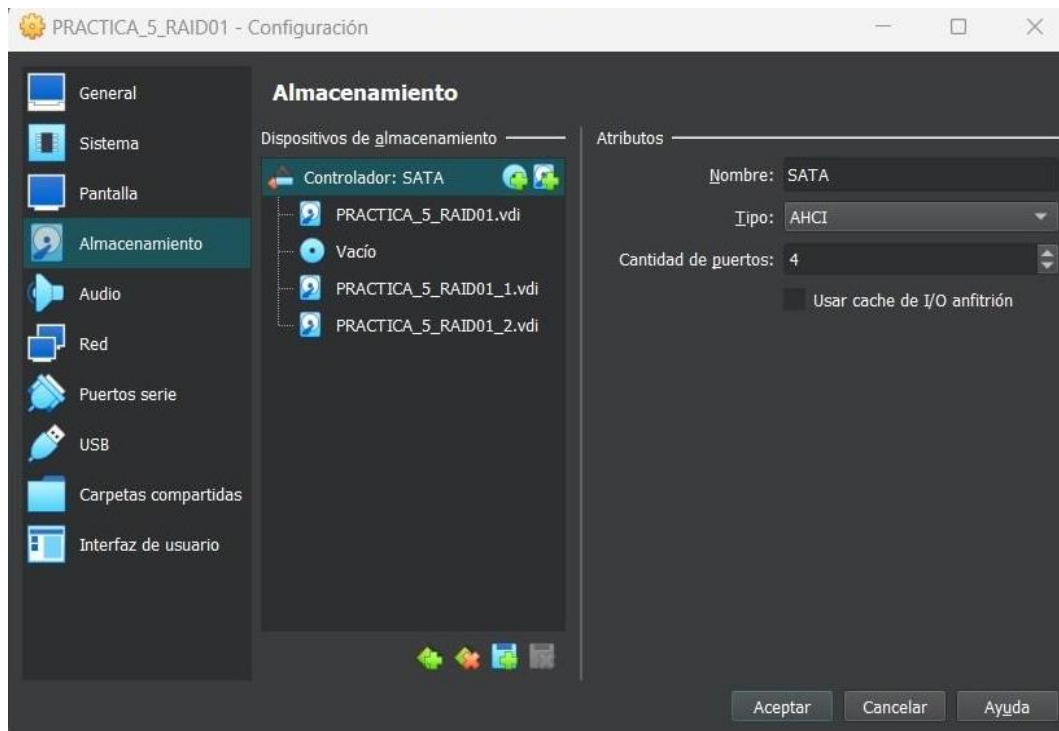 PRACTICA_5_RAID01 - Configuración
General
Sistema
Pantalla
Almacenamiento
Audio
Red
Puertos serie
USB
Carpetas compartidas
Interfaz de usuario
Almacenamiento
Dispositivos de almacenamiento
Controlador: SATA
PRACTICA_5_RAID01.vdi
Vacío
PRACTICA_5_RAID01_1.vdi
PRACTICA_5_RAID01_2.vdi
Atributos
Nombre: SATA
Tipo: AHCI
Cantidad de puertos: 4
Usar cache de I/O anfitrión
Aceptar Cancelar Ayuda